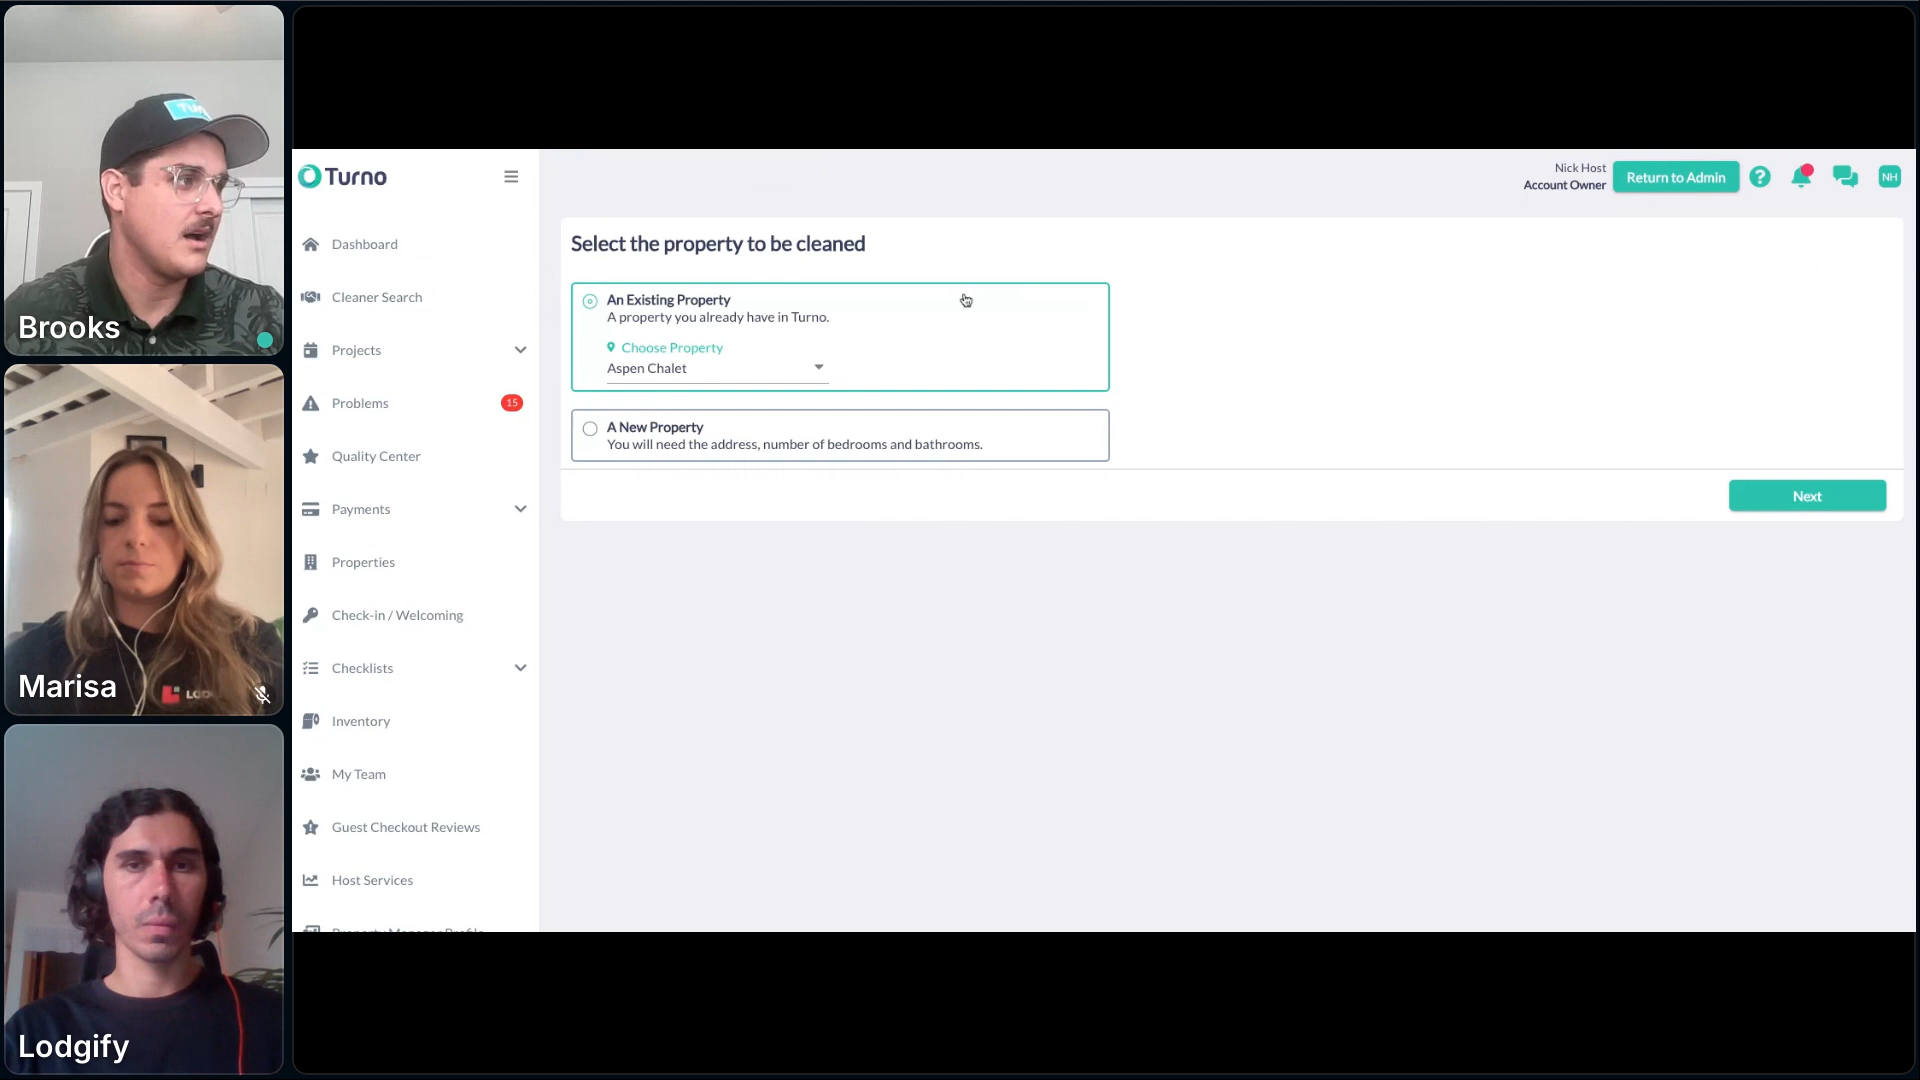 Brooks
Marisa
Lodgify
Turno
Dashboard
Cleaner Search
Projects
Problems
15
Quality Center
Payments
Properties
Check-in / Welcoming
Checklists
Inventory
My Team
Guest Checkout Reviews
Host Services
Property Manager Profile
Nick Host
Account Owner
Return to Admin
?
NH
Select the property to be cleaned
An Existing Property
A property you already have in Turno.
Choose Property
Aspen Chalet
A New Property
You will need the address, number of bedrooms and bathrooms.
Next